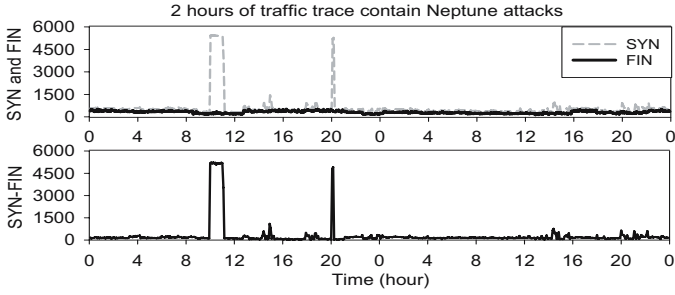 2 hours of traffic trace contain Neptune attacks
SYN and FIN
6000
4500
3000
1500
0
SYN
FIN
0 4 8 12 16 20 0 4 8 12 16 20 0
SYN-FIN
6000
4500
3000
1500
0
0 4 8 12 16 20 0 4 8 12 16 20 0
Time (hour)